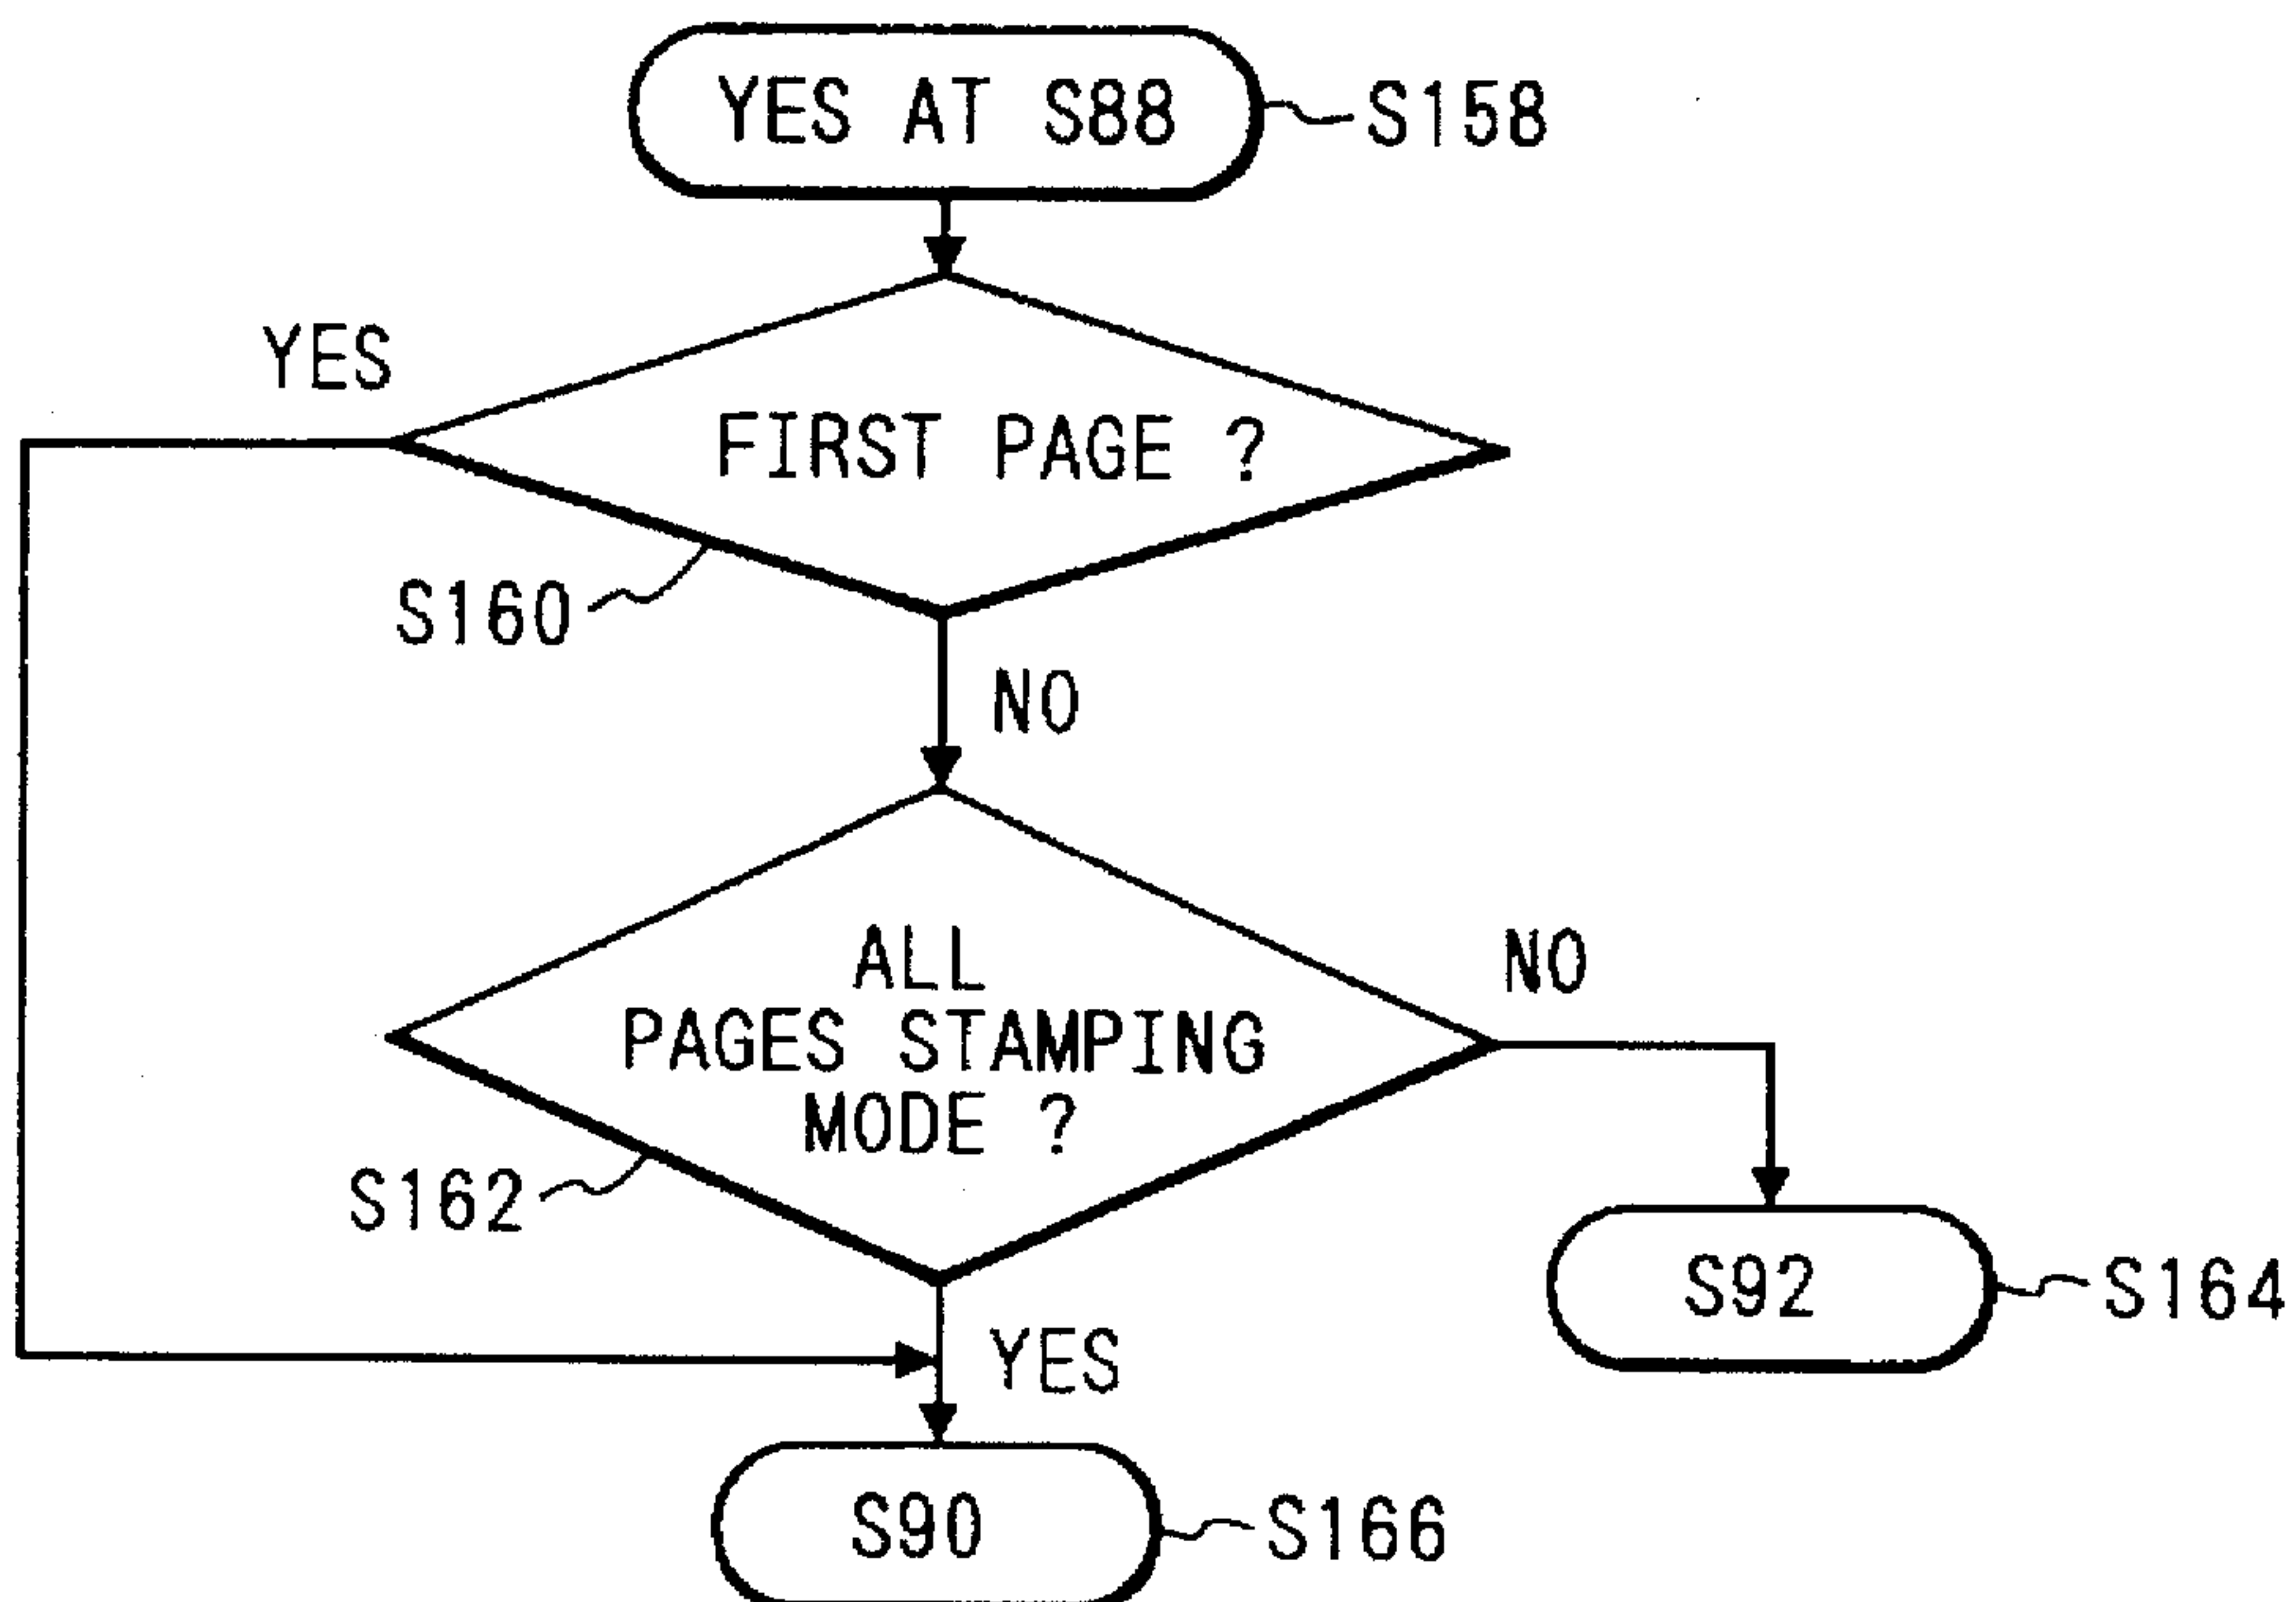 YES AT S88
S158
YES
FIRST PAGE ?
S160
NO
ALL
PAGES STAMPING
MODE ?
NO
S162
S92
S164
YES
S90
S166